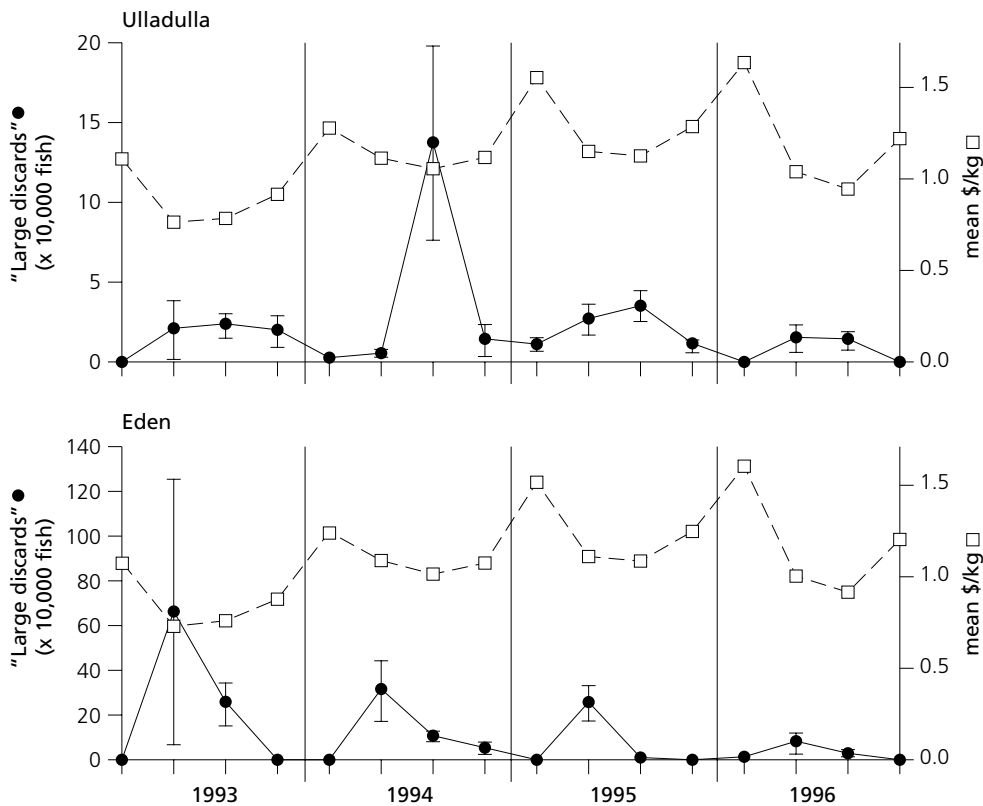 Ulladulla
20
15
10
5
0
"Large discards" ●
(x 10,000 fish)
1.5
1.0
0.5
0.0
mean $/kg □
Eden
140
120
100
80
60
40
20
0
"Large discards" ●
(x 10,000 fish)
1.5
1.0
0.5
0.0
mean $/kg □
1993 1994 1995 1996